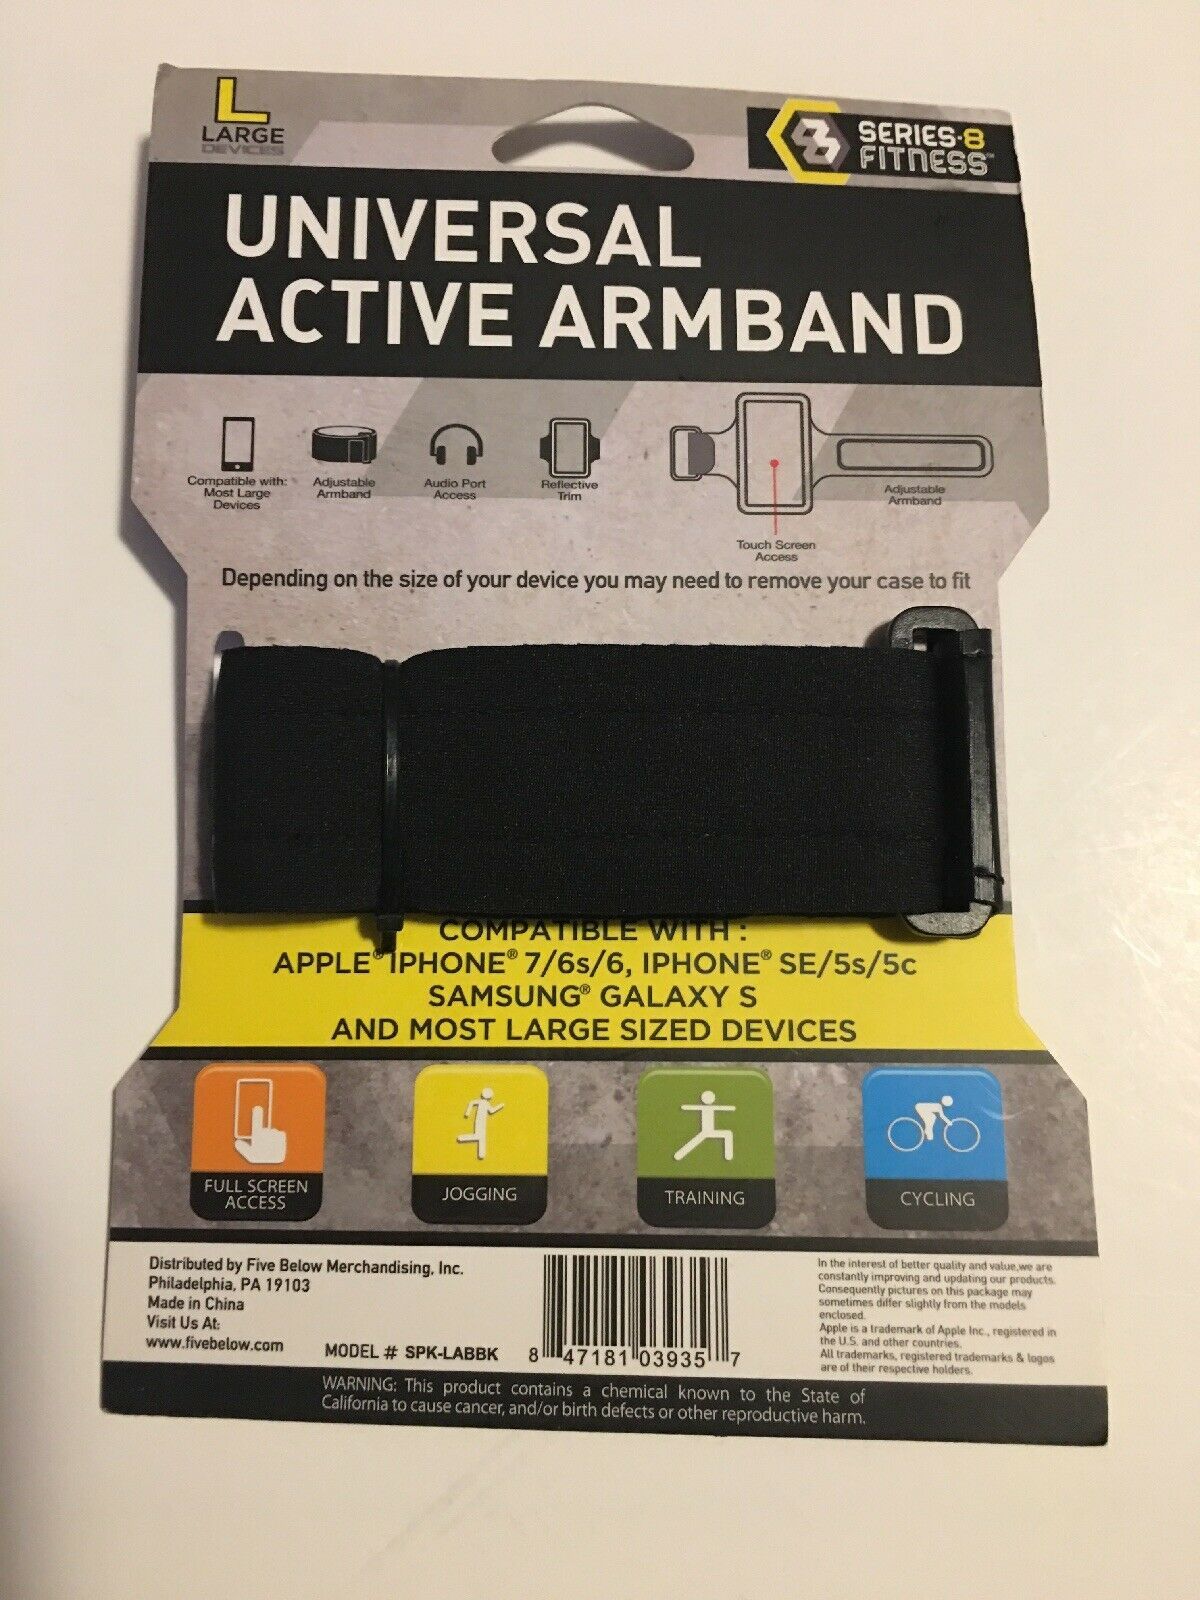 L
LARGE
DEVICES
SERIES-8
FITNESS™
UNIVERSAL
ACTIVE ARMBAND
Compatible with:
Most Large
Devices
Adjustable
Armband
Audio Port
Access
Reflective
Trim
Adjustable
Armband
Touch Screen
Access
Depending on the size of your device you may need to remove your case to fit
COMPATIBLE WITH :
APPLE® IPHONE® 7/6s/6, IPHONE® SE/5s/5c
SAMSUNG® GALAXY S
AND MOST LARGE SIZED DEVICES
FULL SCREEN
ACCESS
JOGGING
TRAINING
CYCLING
Distributed by Five Below Merchandising, Inc.
Philadelphia, PA 19103
Made in China
Visit Us At:
www.fivebelow.com
MODEL # SPK-LABBK
8 47181 03935 7
In the interest of better quality and value,we are
constantly improving and updating our products.
Consequently pictures on this package may
sometimes differ slightly from the models
enclosed.
Apple is a trademark of Apple Inc., registered in
the U.S. and other countries.
All trademarks, registered trademarks & logos
are of their respective holders.
WARNING: This product contains a chemical known to the State of
California to cause cancer, and/or birth defects or other reproductive harm.